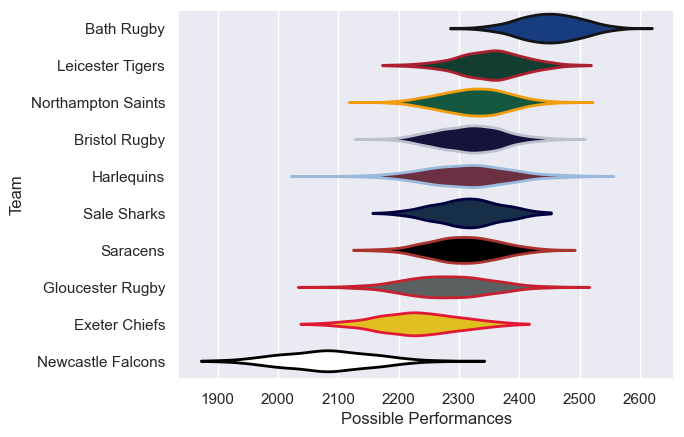 Bath Rugby
Leicester Tigers
Northampton Saints
Bristol Rugby
Harlequins
Sale Sharks
Saracens
Gloucester Rugby
Exeter Chiefs
Newcastle Falcons
Team
1900 2000 2100 2200 2300 2400 2500 2600
Possible Performances